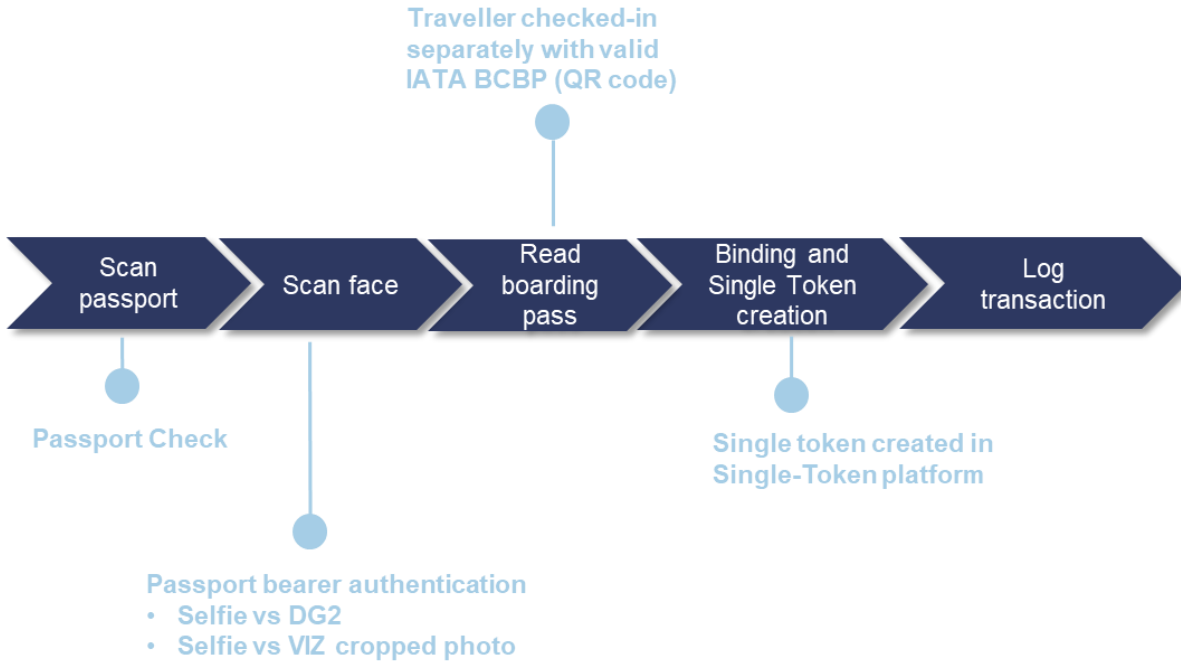 Traveller checked-in
separately with valid
IATA BCBP (QR code)
Scan
passport
Scan face
Read
boarding
pass
Binding and
Single Token
creation
Log
transaction
Passport Check
Single token created in
Single-Token platform
Passport bearer authentication
• Selfie vs DG2
• Selfie vs VIZ cropped photo